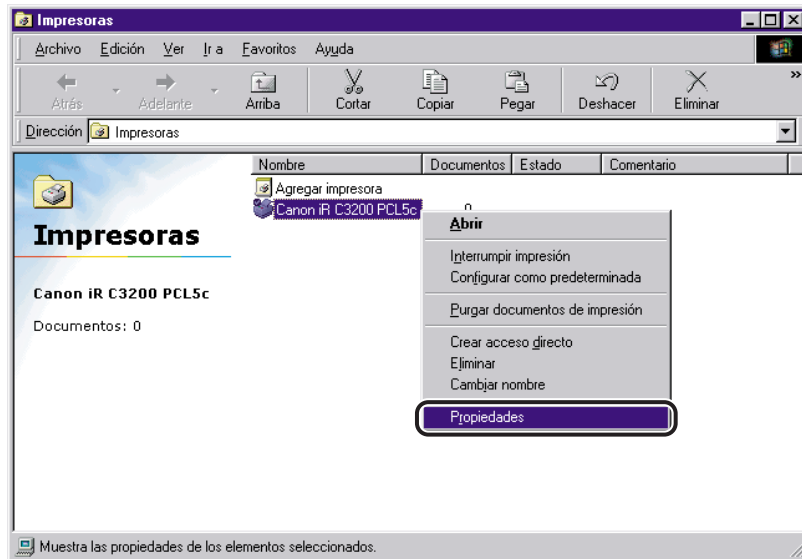 Impresoras
Archivo Edición Ver Ir a Favoritos Ayuda
Atrás Adelante Arriba Cortar Copiar Pegar Deshacer Eliminar »
Dirección Impresoras
Nombre Documentos Estado Comentario
Agregar impresora
Canon iR C3200 PCL5c 0
Impresoras
Canon iR C3200 PCL5c
Documentos: 0
Abrir
Interrumpir impresión
Configurar como predeterminada
Purgar documentos de impresión
Crear acceso directo
Eliminar
Cambiar nombre
Propiedades
Muestra las propiedades de los elementos seleccionados.